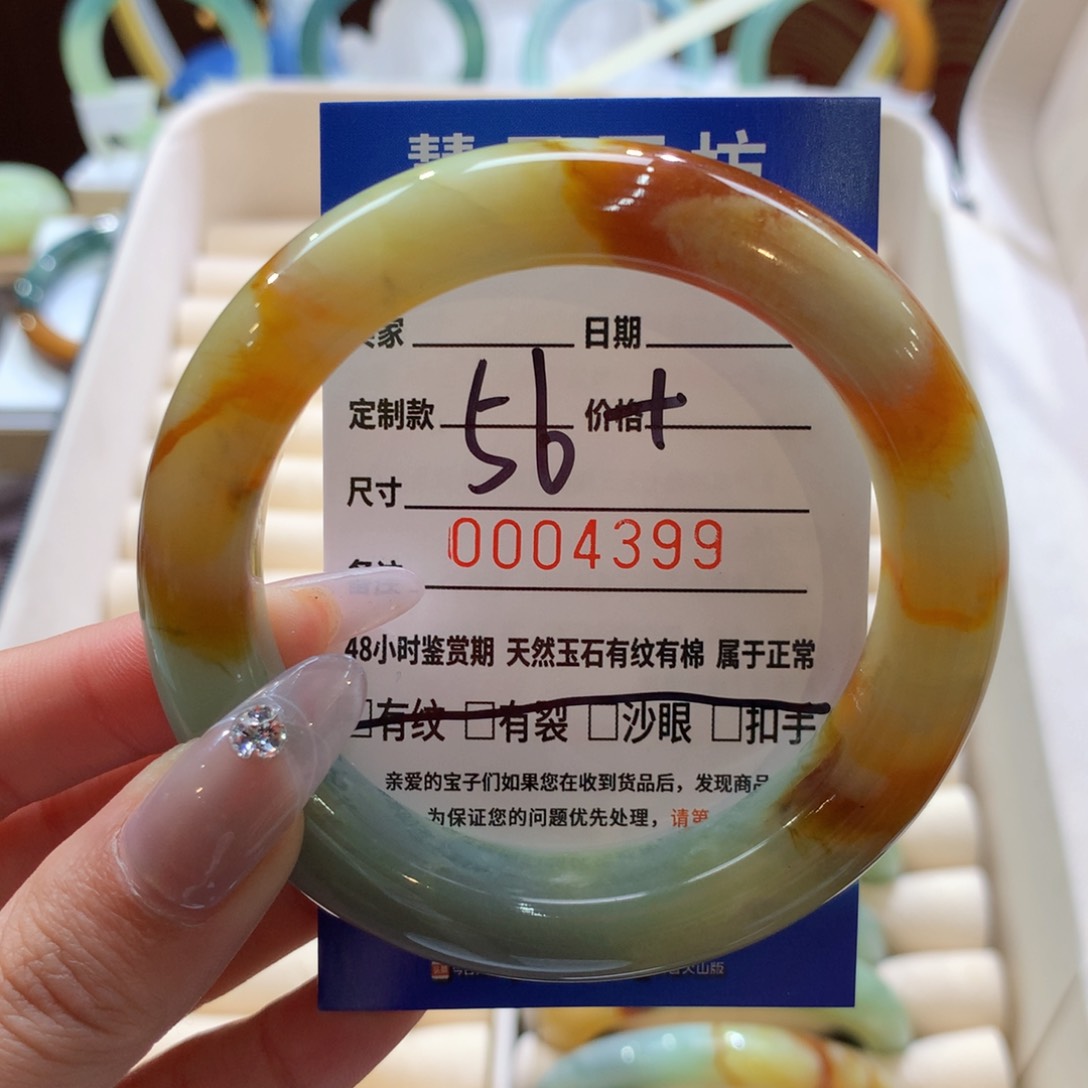 家 日期
定制款 56+ 价格
尺寸
0004399
48小时鉴赏期 天然玉石有纹有棉 属于正常
□有纹 □有裂 □沙眼 □扣手
亲爱的宝子们如果您在收到货品后，发现商品
为保证您的问题优先处理，请第